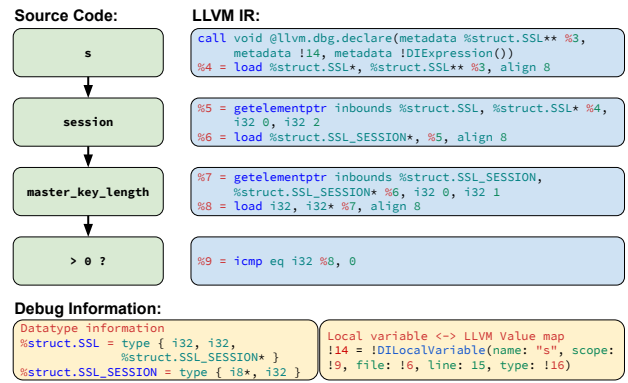 Source Code:
LLVM IR:
s
call void @llvm.dbg.declare(metadata %struct.SSL** %3,
metadata !14, metadata !DIExpression())
%4 = load %struct.SSL*, %struct.SSL** %3, align 8
session
%5 = getelementptr inbounds %struct.SSL, %struct.SSL* %4,
i32 0, i32 2
%6 = load %struct.SSL_SESSION*, %5, align 8
master_key_length
%7 = getelementptr inbounds %struct.SSL_SESSION,
%struct.SSL_SESSION* %6, i32 0, i32 1
%8 = load i32, i32* %7, align 8
> 0 ?
%9 = icmp eq i32 %8, 0
Debug Information:
Datatype information
%struct.SSL = type { i32, i32,
%struct.SSL_SESSION* }
%struct.SSL_SESSION = type { i8*, i32 }
Local variable <-> LLVM Value map
!14 = !DILocalVariable(name: "s", scope:
!9, file: !6, line: 15, type: !16)